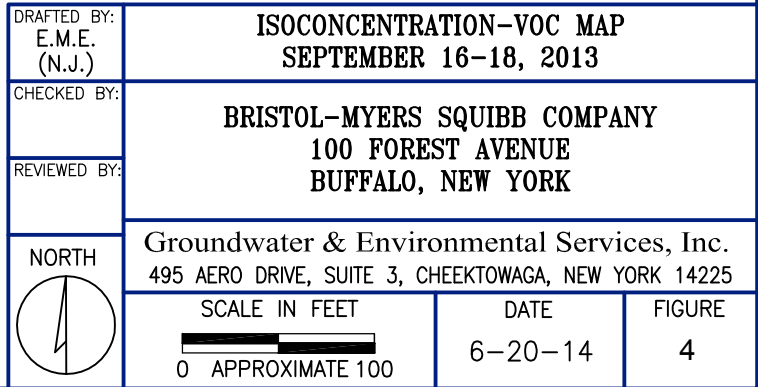 DRAFTED BY:
E.M.E.
(N.J.)
ISOCONCENTRATION-VOC MAP
SEPTEMBER 16-18, 2013
CHECKED BY:
REVIEWED BY:
BRISTOL-MYERS SQUIBB COMPANY
100 FOREST AVENUE
BUFFALO, NEW YORK
Groundwater & Environmental Services, Inc.
495 AERO DRIVE, SUITE 3, CHEEKTOWAGA, NEW YORK 14225
NORTH
SCALE IN FEET
0 APPROXIMATE 100
DATE
6-20-14
FIGURE
4